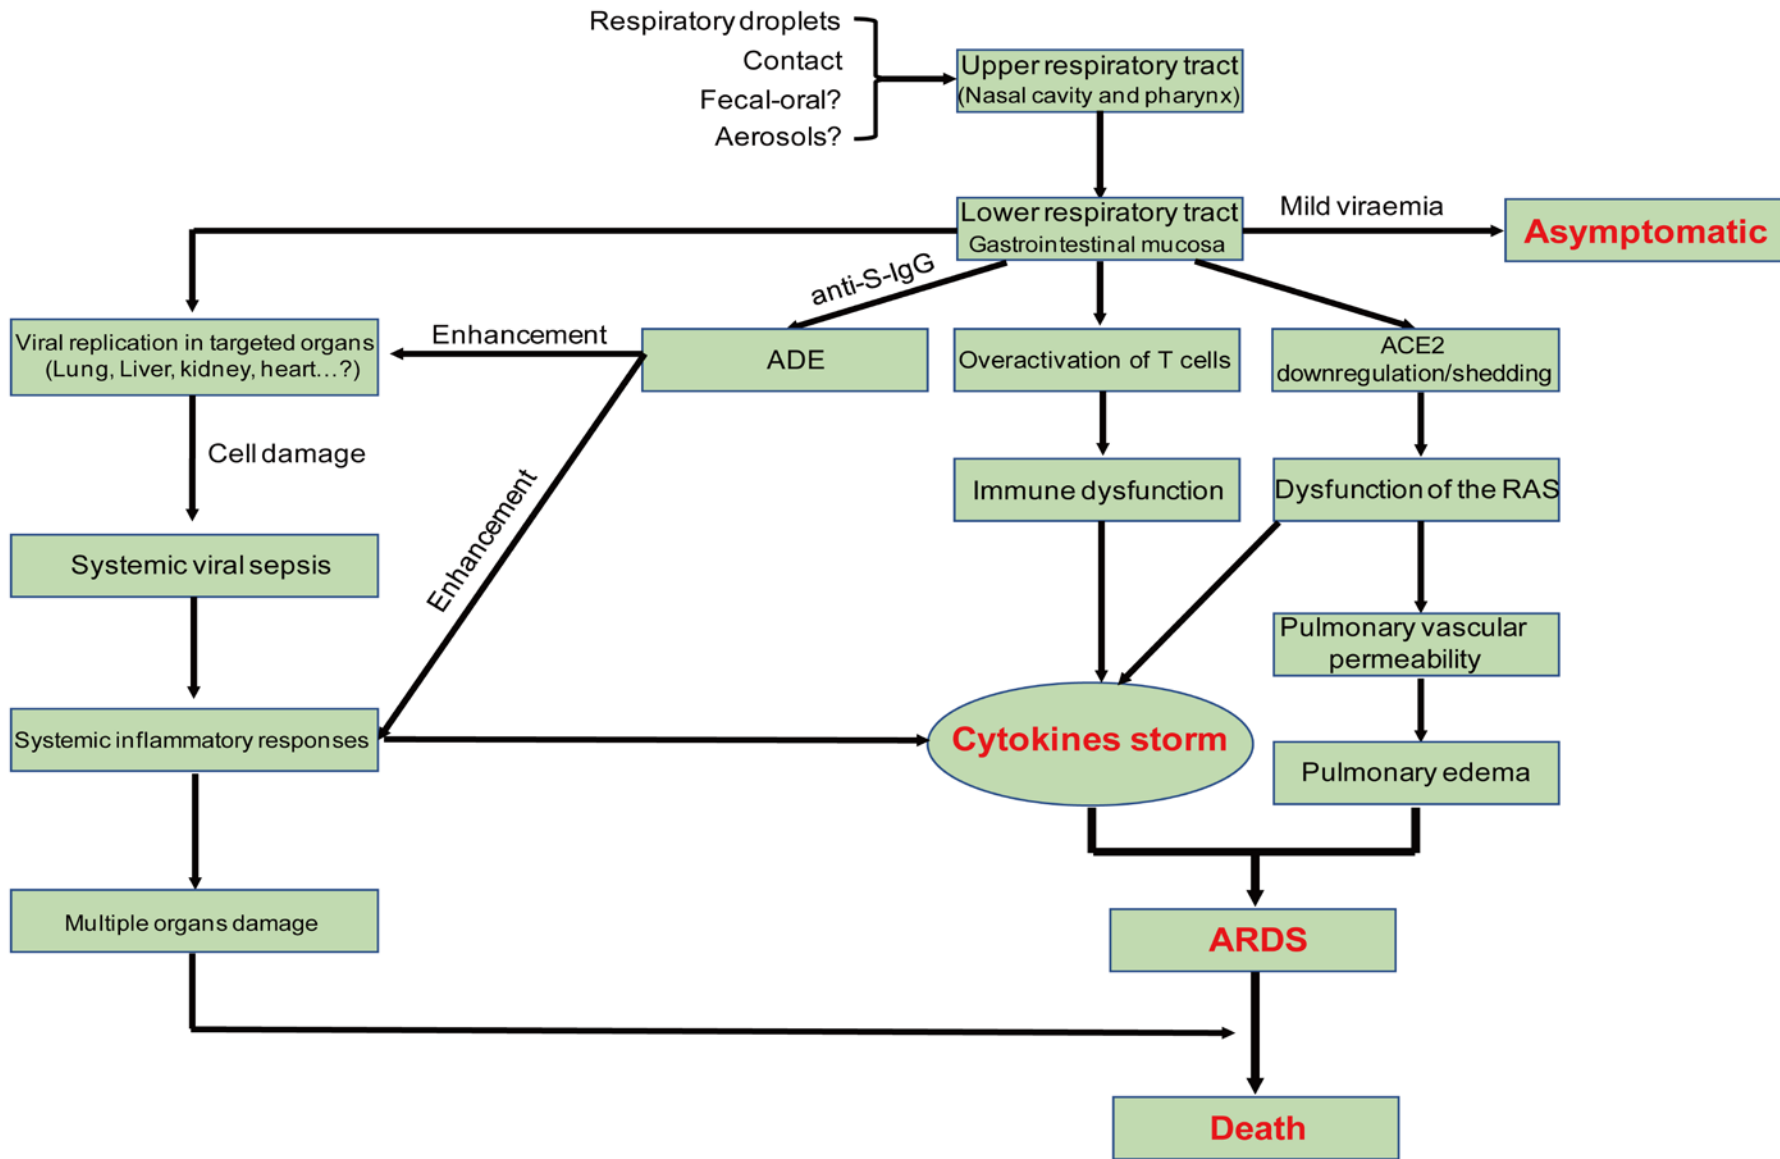 Respiratory droplets
Contact
Fecal-oral?
Aerosols?
Upper respiratory tract
(Nasal cavity and pharynx)
Lower respiratory tract
Gastrointestinal mucosa
Mild viraemia
Asymptomatic
anti-S-IgG
Viral replication in targeted organs
(Lung, Liver, kidney, heart...?)
Enhancement
ADE
Overactivation of T cells
ACE2
downregulation/shedding
Cell damage
Enhancement
Immune dysfunction
Dysfunction of the RAS
Systemic viral sepsis
Pulmonary vascular
permeability
Systemic inflammatory responses
Cytokines storm
Pulmonary edema
Multiple organs damage
ARDS
Death